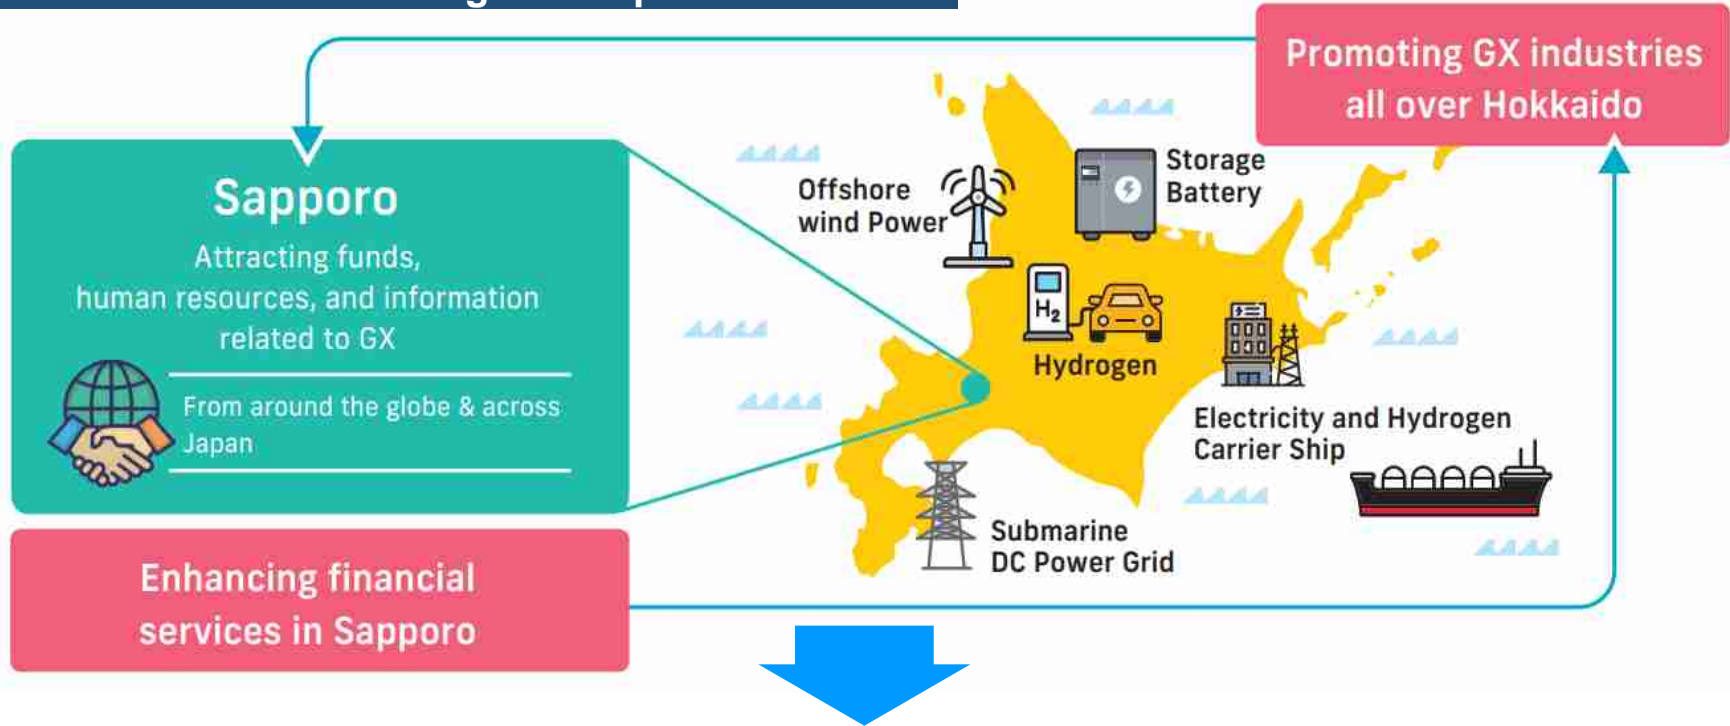 Promoting GX industries
all over Hokkaido
Sapporo
Attracting funds,
human resources, and information
related to GX
From around the globe & across
Japan
Enhancing financial
services in Sapporo
Offshore
wind Power
Storage
Battery
H₂
Hydrogen
Electricity and Hydrogen
Carrier Ship
Submarine
DC Power Grid